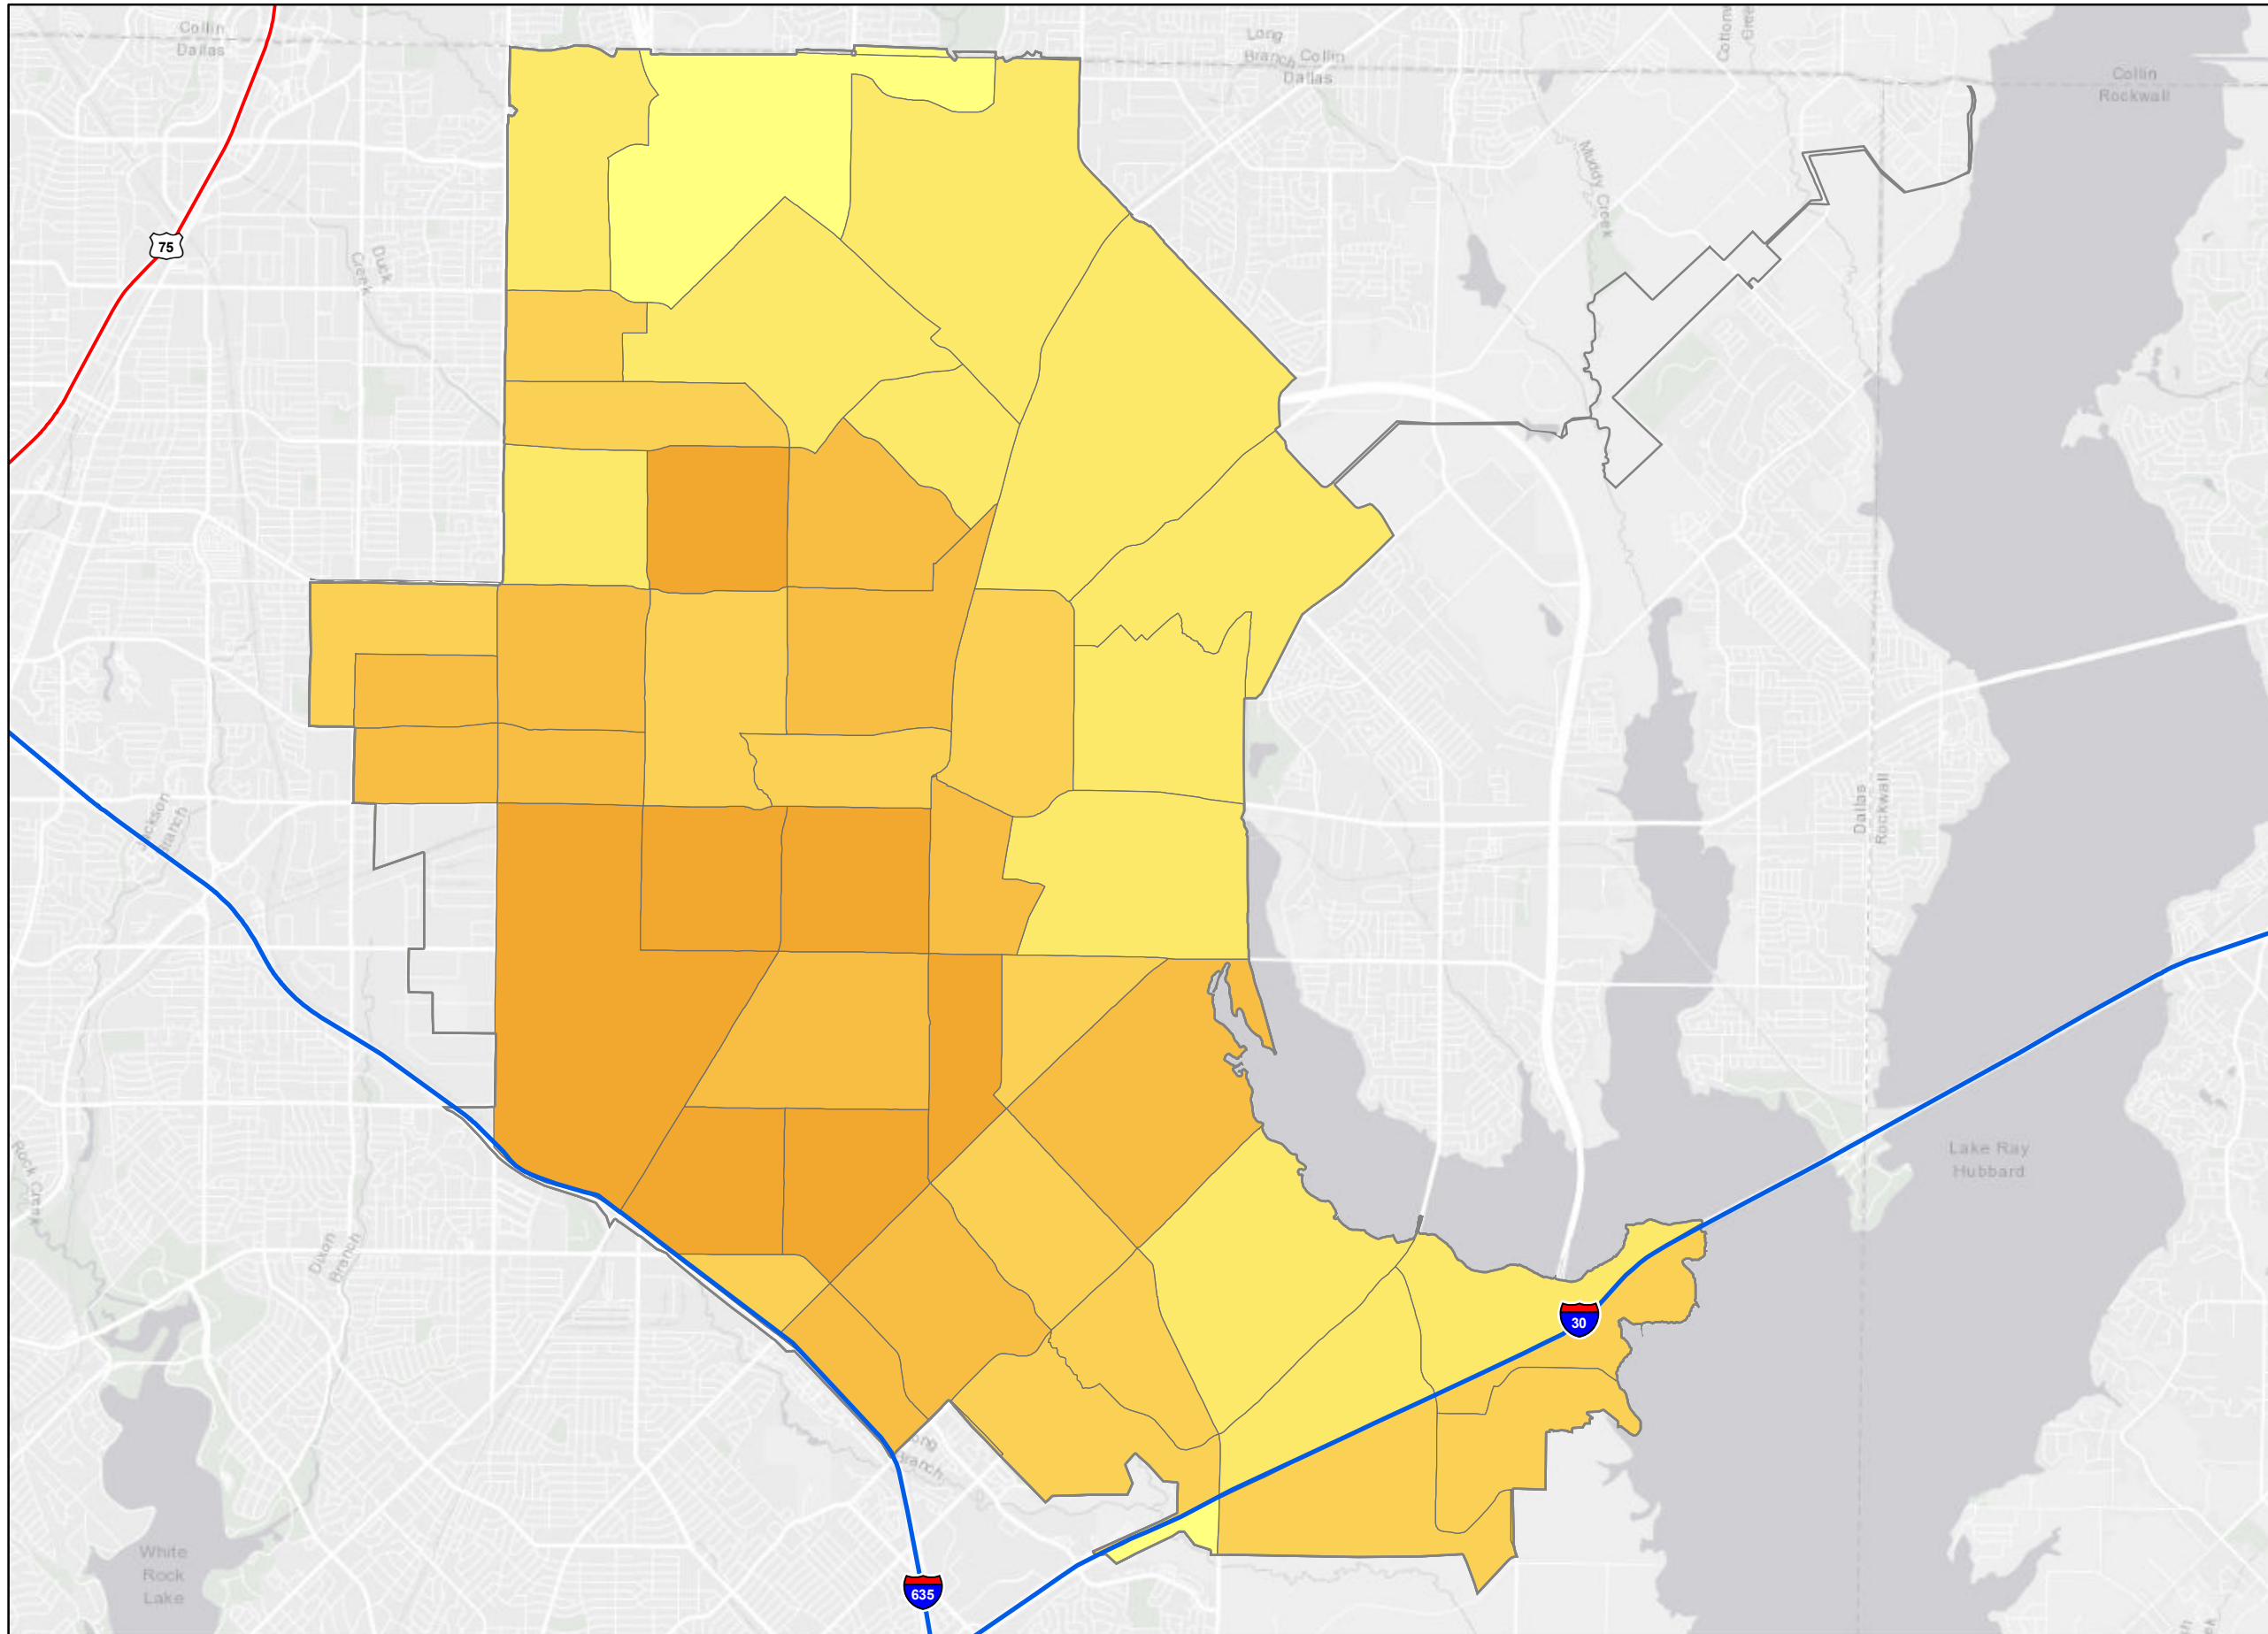 Collin
Dallas
Long
Branch
Collin
Dallas
Collin
Rockwall
Muddy Creek
75
Duck
Creek
Dallas
Rockwall
Jackson
Branch
Rock Creek
Dixon
Branch
Lake Ray
Hubbard
30
Long
Branch
White
Rock
Lake
635